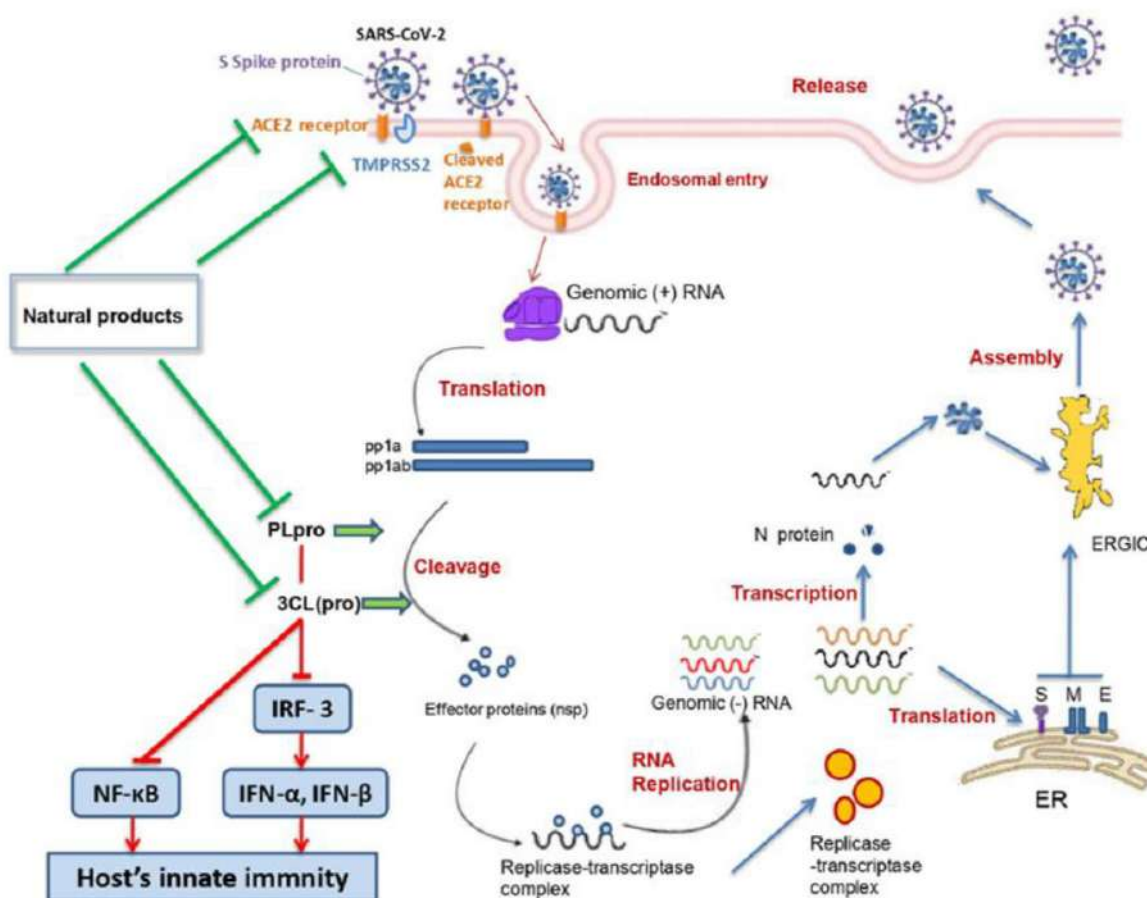 SARS-CoV-2
S Spike protein
ACE2 receptor
TMPRSS2
Cleaved
ACE2
receptor
Endosomal entry
Release
Natural products
Genomic (+) RNA
Translation
pp1a
pp1ab
PLpro
3CL(pro)
Cleavage
Effector proteins (nsp)
IRF- 3
NF-κB
IFN-α, IFN-β
Host's innate immnity
Replicase-transcriptase
complex
RNA
Replication
Genomic (-) RNA
Replicase
-transcriptase
complex
Transcription
N protein
Translation
S M E
ER
ERGIC
Assembly